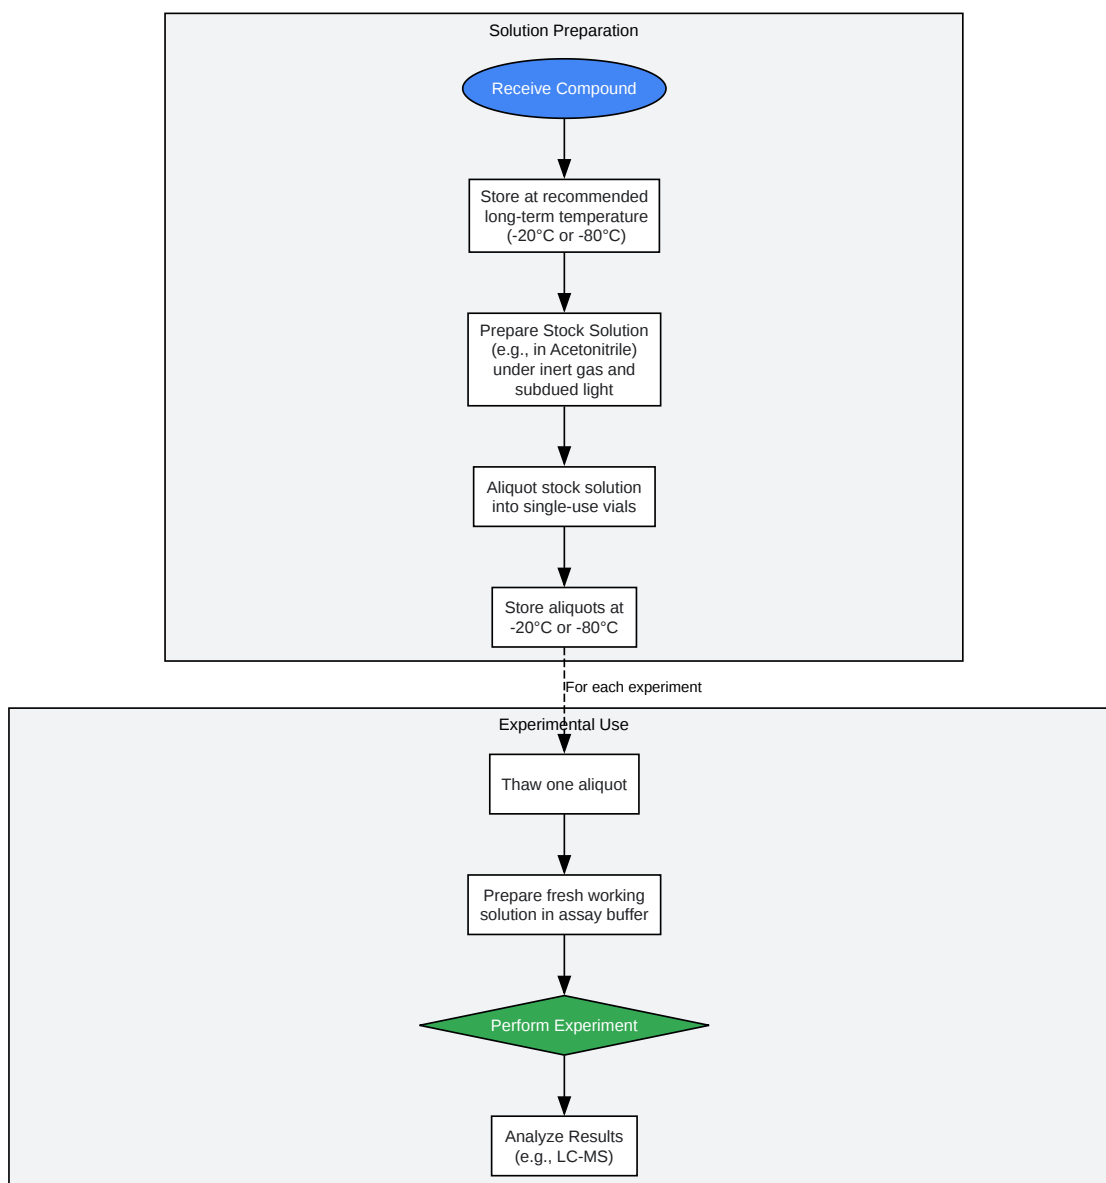 Solution Preparation
Receive Compound
Store at recommended
long-term temperature
(-20°C or -80°C)
Prepare Stock Solution
(e.g., in Acetonitrile)
under inert gas and
subdued light
Aliquot stock solution
into single-use vials
Store aliquots at
-20°C or -80°C
For each experiment
Experimental Use
Thaw one aliquot
Prepare fresh working
solution in assay buffer
Perform Experiment
Analyze Results
(e.g., LC-MS)